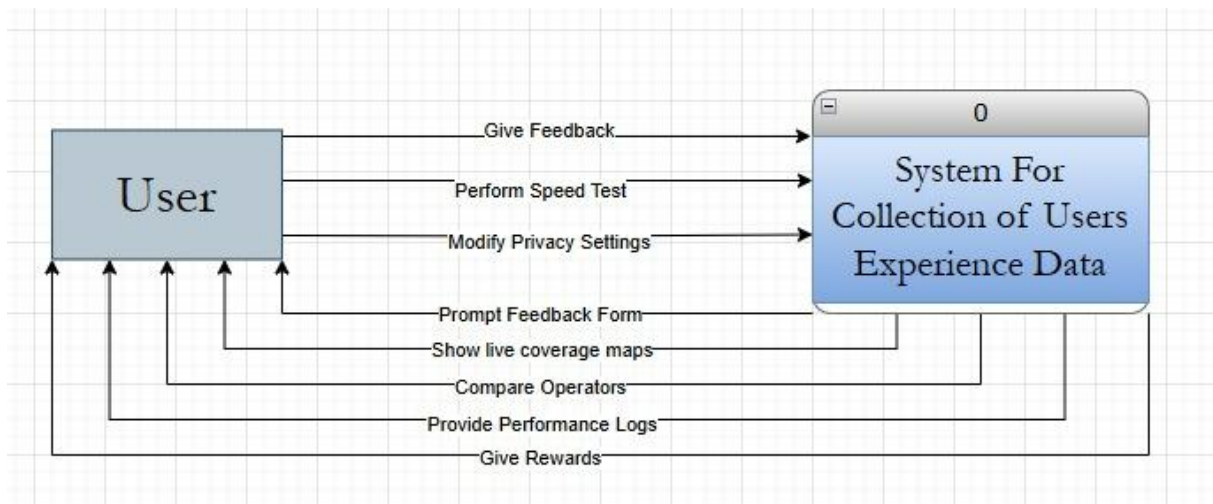 Give Feedback
0
User
Perform Speed Test
System For
Collection of Users
Experience Data
Modify Privacy Settings
Prompt Feedback Form
Show live coverage maps
Compare Operators
Provide Performance Logs
Give Rewards